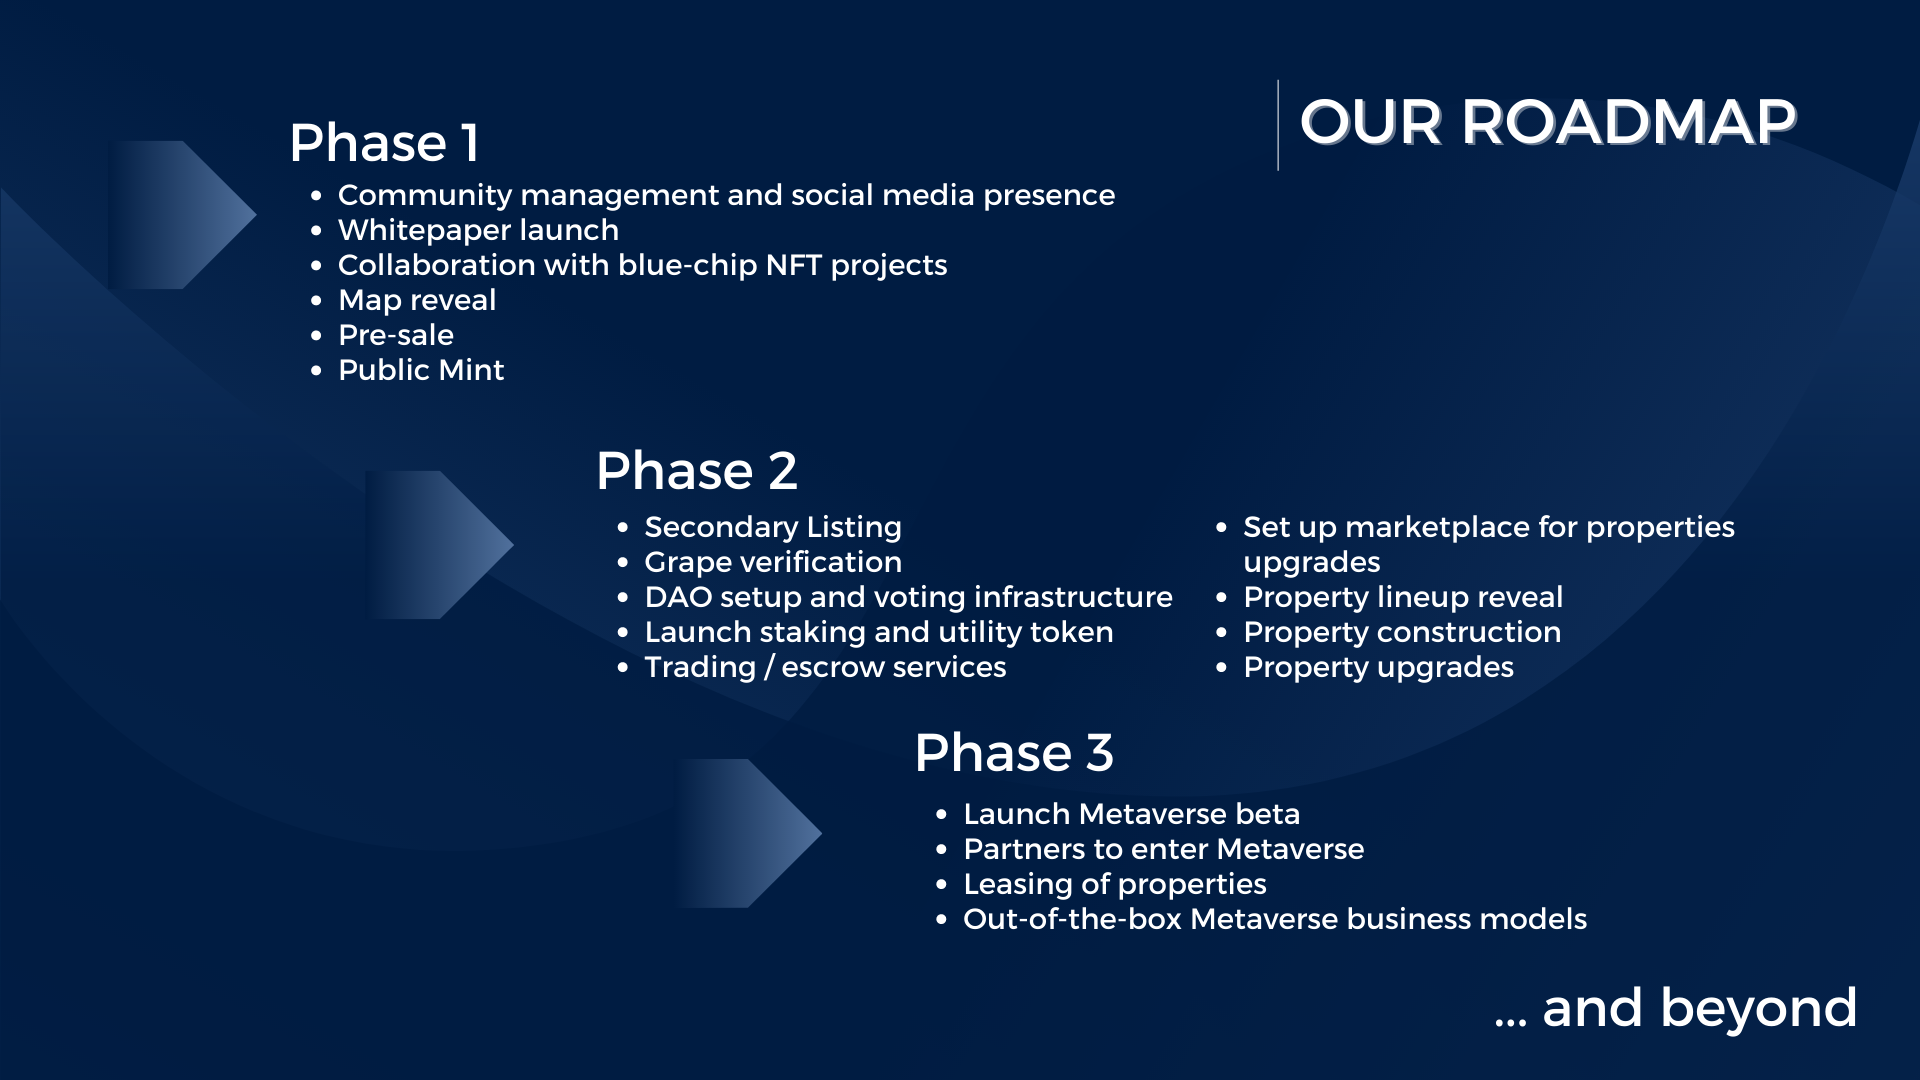 OUR ROADMAP
Phase 1
• Community management and social media presence
• Whitepaper launch
• Collaboration with blue-chip NFT projects
• Map reveal
• Pre-sale
• Public Mint
Phase 2
• Secondary Listing
• Grape verification
• DAO setup and voting infrastructure
• Launch staking and utility token
• Trading / escrow services
• Set up marketplace for properties
upgrades
• Property lineup reveal
• Property construction
• Property upgrades
Phase 3
• Launch Metaverse beta
• Partners to enter Metaverse
• Leasing of properties
• Out-of-the-box Metaverse business models
... and beyond